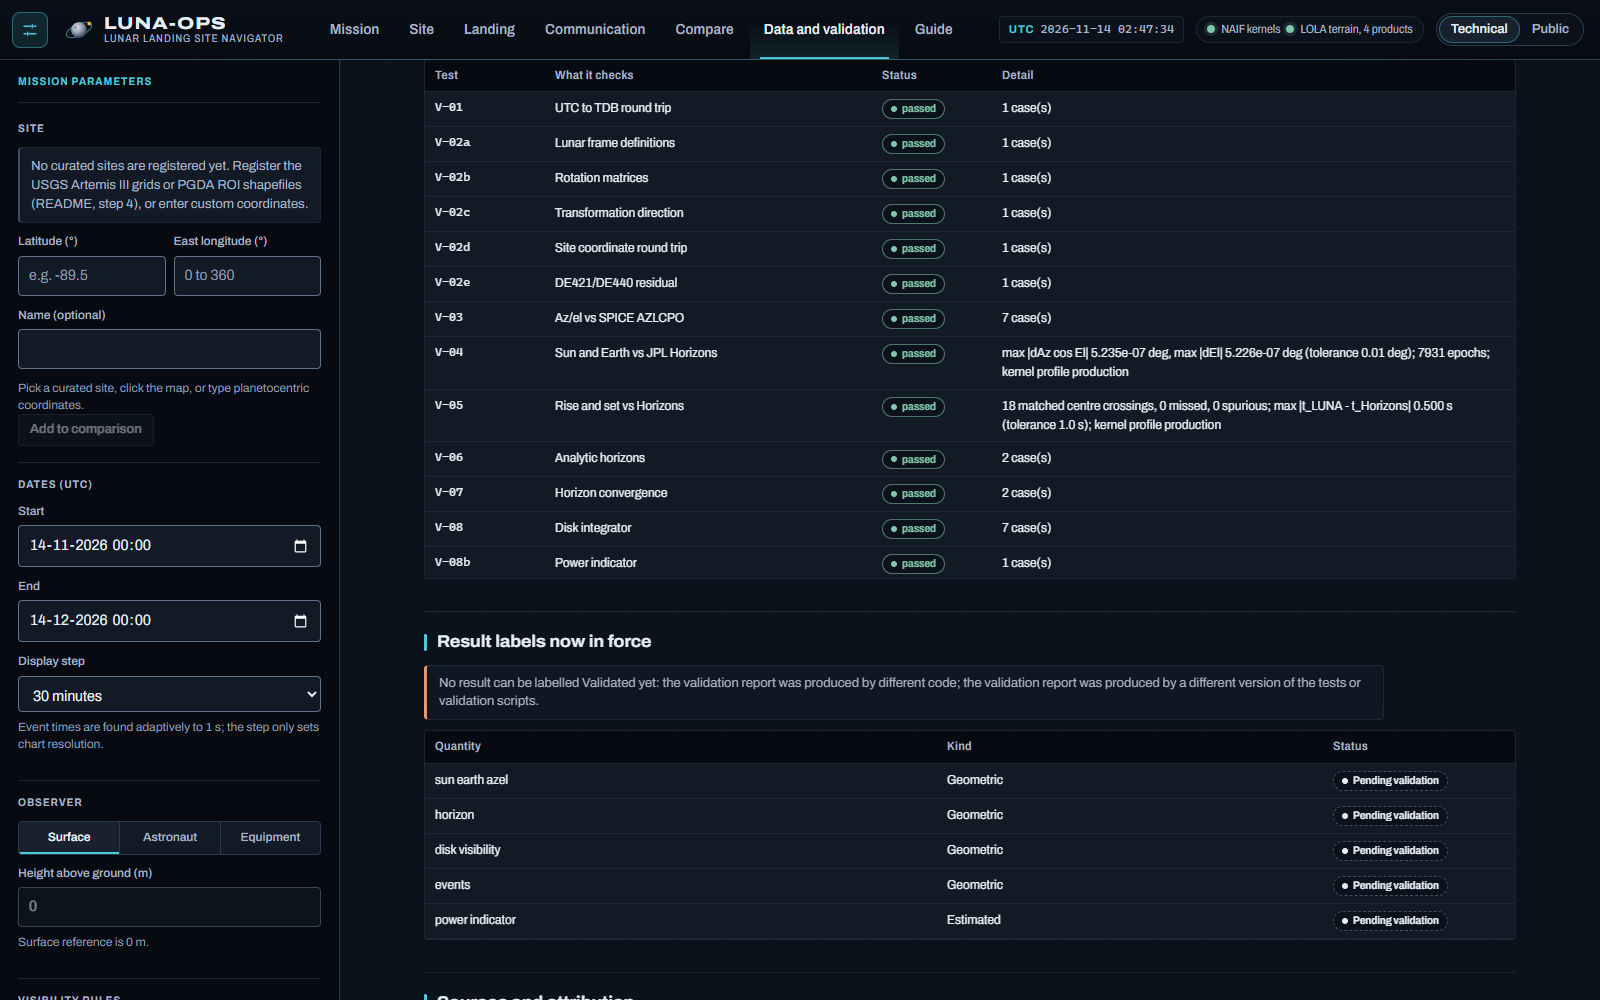 LUNA-OPS
LUNAR LANDING SITE NAVIGATOR
Mission
Site
Landing
Communication
Compare
Data and validation
Guide
UTC 2026-11-14 02:47:34
NAIF kernels
LOLA terrain, 4 products
Technical
Public
MISSION PARAMETERS
SITE
No curated sites are registered yet. Register the
USGS Artemis III grids or PGDA ROI shapefiles
(README, step 4), or enter custom coordinates.
Latitude (°)
East longitude (°)
e.g. -89.5
0 to 360
Name (optional)
Pick a curated site, click the map, or type planetocentric
coordinates.
Add to comparison
DATES (UTC)
Start
14-11-2026 00:00
End
14-12-2026 00:00
Display step
30 minutes
Event times are found adaptively to 1 s; the step only sets
chart resolution.
OBSERVER
Surface
Astronaut
Equipment
Height above ground (m)
0
Surface reference is 0 m.
VISIBILITY RULES
Test What it checks Status Detail
V-01 UTC to TDB round trip passed 1 case(s)
V-02a Lunar frame definitions passed 1 case(s)
V-02b Rotation matrices passed 1 case(s)
V-02c Transformation direction passed 1 case(s)
V-02d Site coordinate round trip passed 1 case(s)
V-02e DE421/DE440 residual passed 1 case(s)
V-03 Az/el vs SPICE AZLCPO passed 7 case(s)
V-04 Sun and Earth vs JPL Horizons passed max |dAz cos El| 5.235e-07 deg, max |dEl| 5.226e-07 deg (tolerance 0.01 deg); 7931 epochs;
kernel profile production
V-05 Rise and set vs Horizons passed 18 matched centre crossings, 0 missed, 0 spurious; max |t_LUNA - t_Horizons| 0.500 s
(tolerance 1.0 s); kernel profile production
V-06 Analytic horizons passed 2 case(s)
V-07 Horizon convergence passed 2 case(s)
V-08 Disk integrator passed 7 case(s)
V-08b Power indicator passed 1 case(s)
Result labels now in force
No result can be labelled Validated yet: the validation report was produced by different code; the validation report was produced by a different version of the tests or
validation scripts.
Quantity Kind Status
sun earth azel Geometric Pending validation
horizon Geometric Pending validation
disk visibility Geometric Pending validation
events Geometric Pending validation
power indicator Estimated Pending validation
Sources and attribution